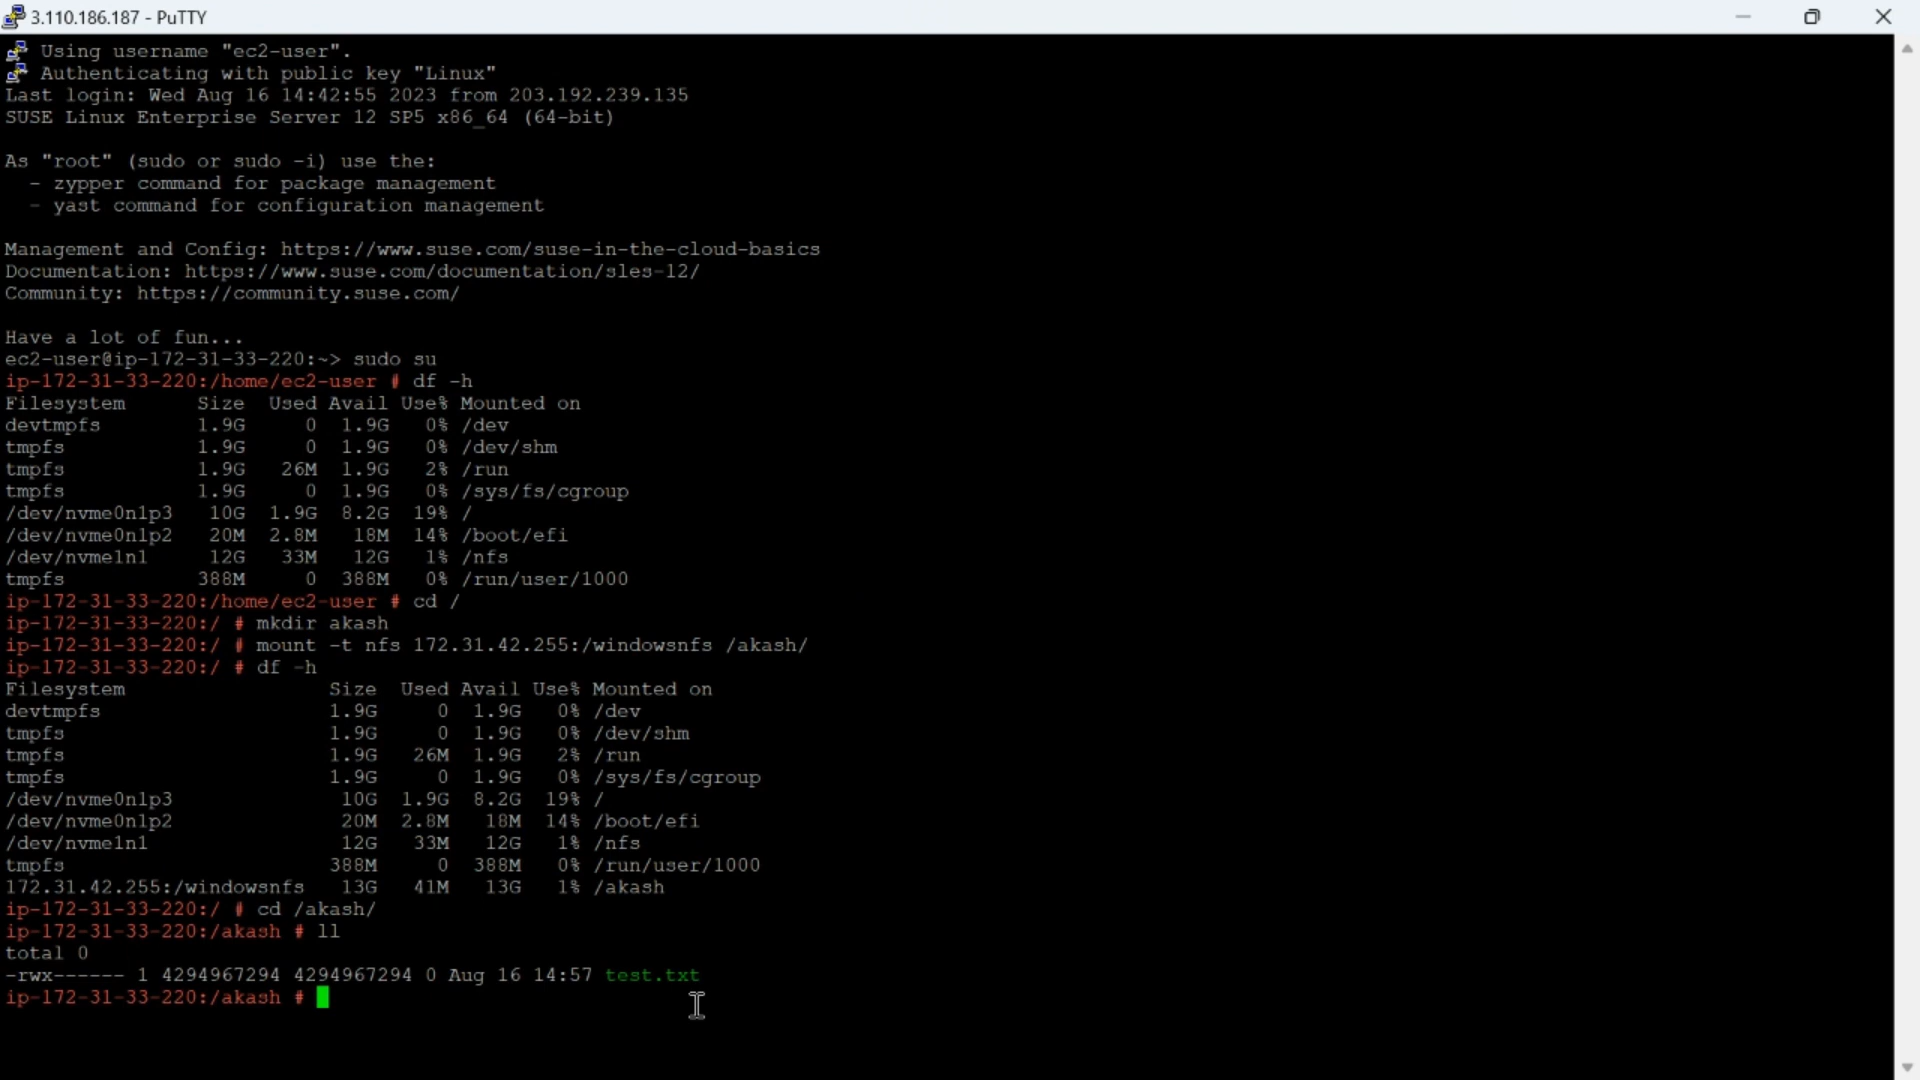 3.110.186.187 - PuTTY
Using username "ec2-user".
Authenticating with public key "Linux"
Last login: Wed Aug 16 14:42:55 2023 from 203.192.239.135
SUSE Linux Enterprise Server 12 SP5 x86_64 (64-bit)
As "root" (sudo or sudo -i) use the:
- zypper command for package management
- yast command for configuration management
Management and Config: https://www.suse.com/suse-in-the-cloud-basics
Documentation: https://www.suse.com/documentation/sles-12/
Community: https://community.suse.com/
Have a lot of fun...
ec2-user@ip-172-31-33-220:~> sudo su
ip-172-31-33-220:/home/ec2-user # df -h
Filesystem Size Used Avail Use% Mounted on
devtmpfs 1.9G 0 1.9G 0% /dev
tmpfs 1.9G 0 1.9G 0% /dev/shm
tmpfs 1.9G 26M 1.9G 2% /run
tmpfs 1.9G 0 1.9G 0% /sys/fs/cgroup
/dev/nvme0n1p3 10G 1.9G 8.2G 19% /
/dev/nvme0n1p2 20M 2.8M 18M 14% /boot/efi
/dev/nvme1n1 12G 33M 12G 1% /nfs
tmpfs 388M 0 388M 0% /run/user/1000
ip-172-31-33-220:/home/ec2-user # cd /
ip-172-31-33-220:/ # mkdir akash
ip-172-31-33-220:/ # mount -t nfs 172.31.42.255:/windowsnfs /akash/
ip-172-31-33-220:/ # df -h
Filesystem Size Used Avail Use% Mounted on
devtmpfs 1.9G 0 1.9G 0% /dev
tmpfs 1.9G 0 1.9G 0% /dev/shm
tmpfs 1.9G 26M 1.9G 2% /run
tmpfs 1.9G 0 1.9G 0% /sys/fs/cgroup
/dev/nvme0n1p3 10G 1.9G 8.2G 19% /
/dev/nvme0n1p2 20M 2.8M 18M 14% /boot/efi
/dev/nvme1n1 12G 33M 12G 1% /nfs
tmpfs 388M 0 388M 0% /run/user/1000
172.31.42.255:/windowsnfs 13G 41M 13G 1% /akash
ip-172-31-33-220:/ # cd /akash/
ip-172-31-33-220:/akash # ll
total 0
-rwx------ 1 4294967294 4294967294 0 Aug 16 14:57 test.txt
ip-172-31-33-220:/akash #